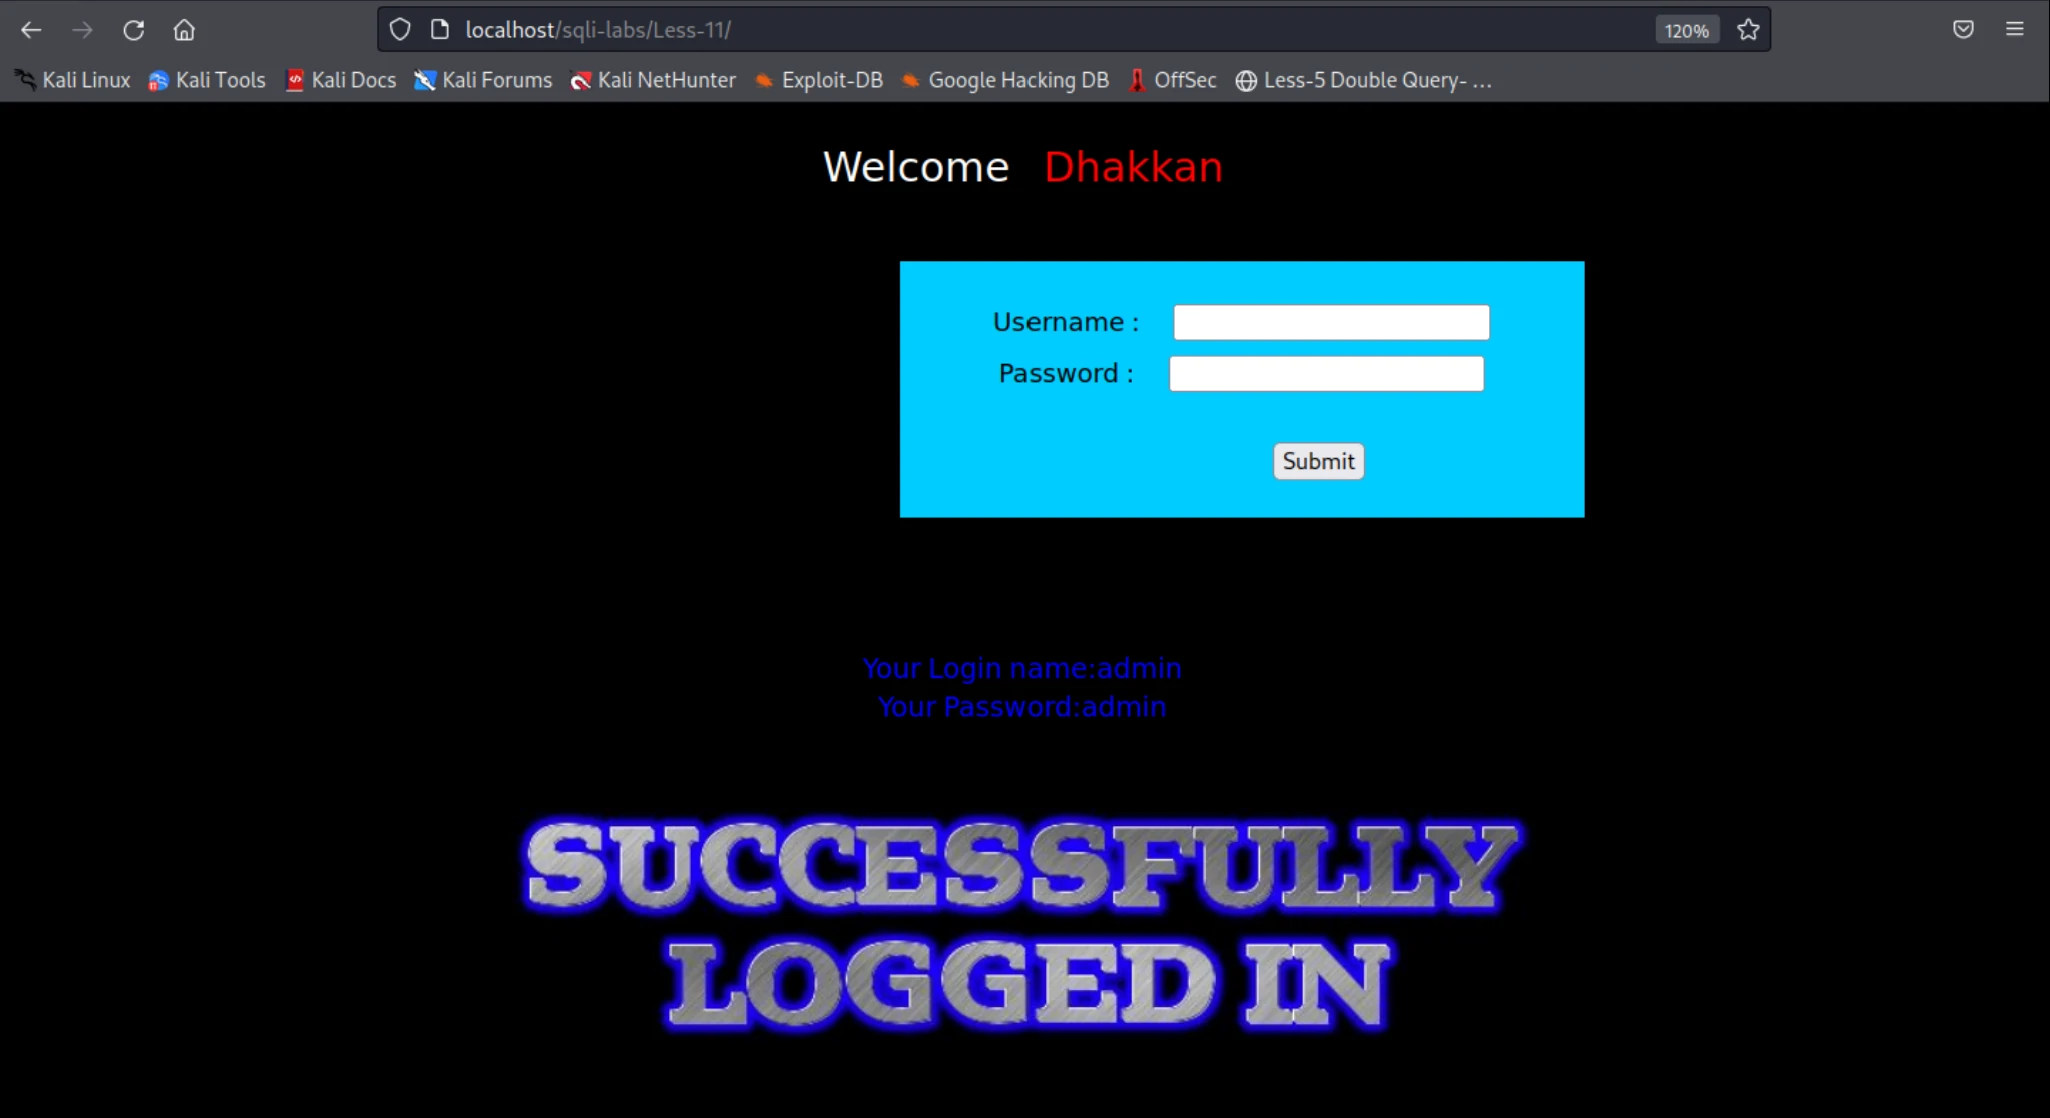 localhost/sqli-labs/Less-11/ 120%
Kali Linux Kali Tools Kali Docs Kali Forums Kali NetHunter Exploit-DB Google Hacking DB OffSec Less-5 Double Query- ...
Welcome Dhakkan
Username :
Password :
Submit
Your Login name:admin
Your Password:admin
SUCCESSFULLY
LOGGED IN